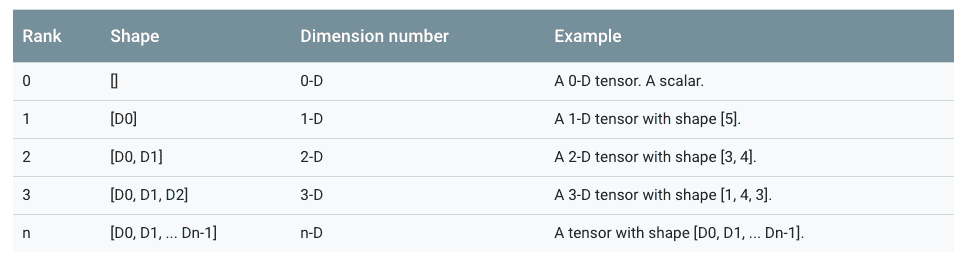 Rank Shape Dimension number Example
0 [] 0-D A 0-D tensor. A scalar.
1 [D0] 1-D A 1-D tensor with shape [5].
2 [D0, D1] 2-D A 2-D tensor with shape [3, 4].
3 [D0, D1, D2] 3-D A 3-D tensor with shape [1, 4, 3].
n [D0, D1, ... Dn-1] n-D A tensor with shape [D0, D1, ... Dn-1].